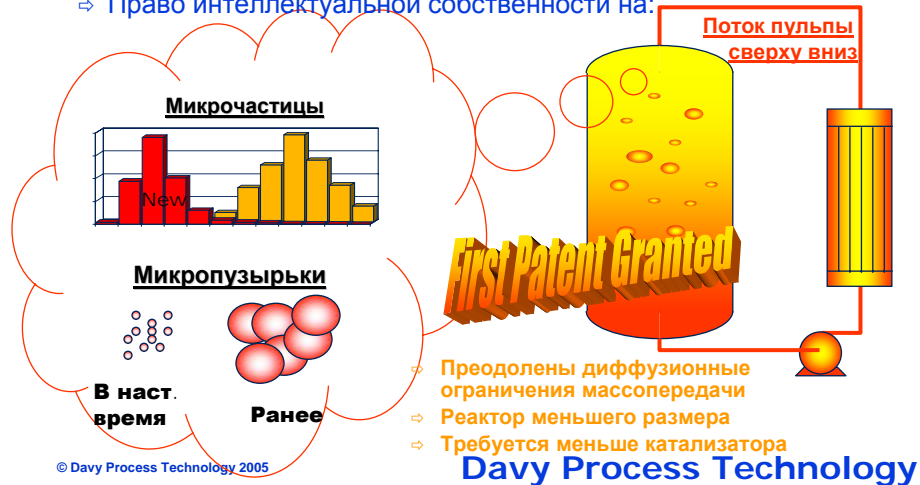 ⇨ Право интеллектуальной собственности на:
Поток пульпы
сверху вниз
Микрочастицы
New
First Patent Granted
Микропузырьки
В наст.
время
Ранее
⇨ Преодолены диффузионные
ограничения массопередачи
⇨ Реактор меньшего размера
⇨ Требуется меньше катализатора
© Davy Process Technology 2005
Davy Process Technology